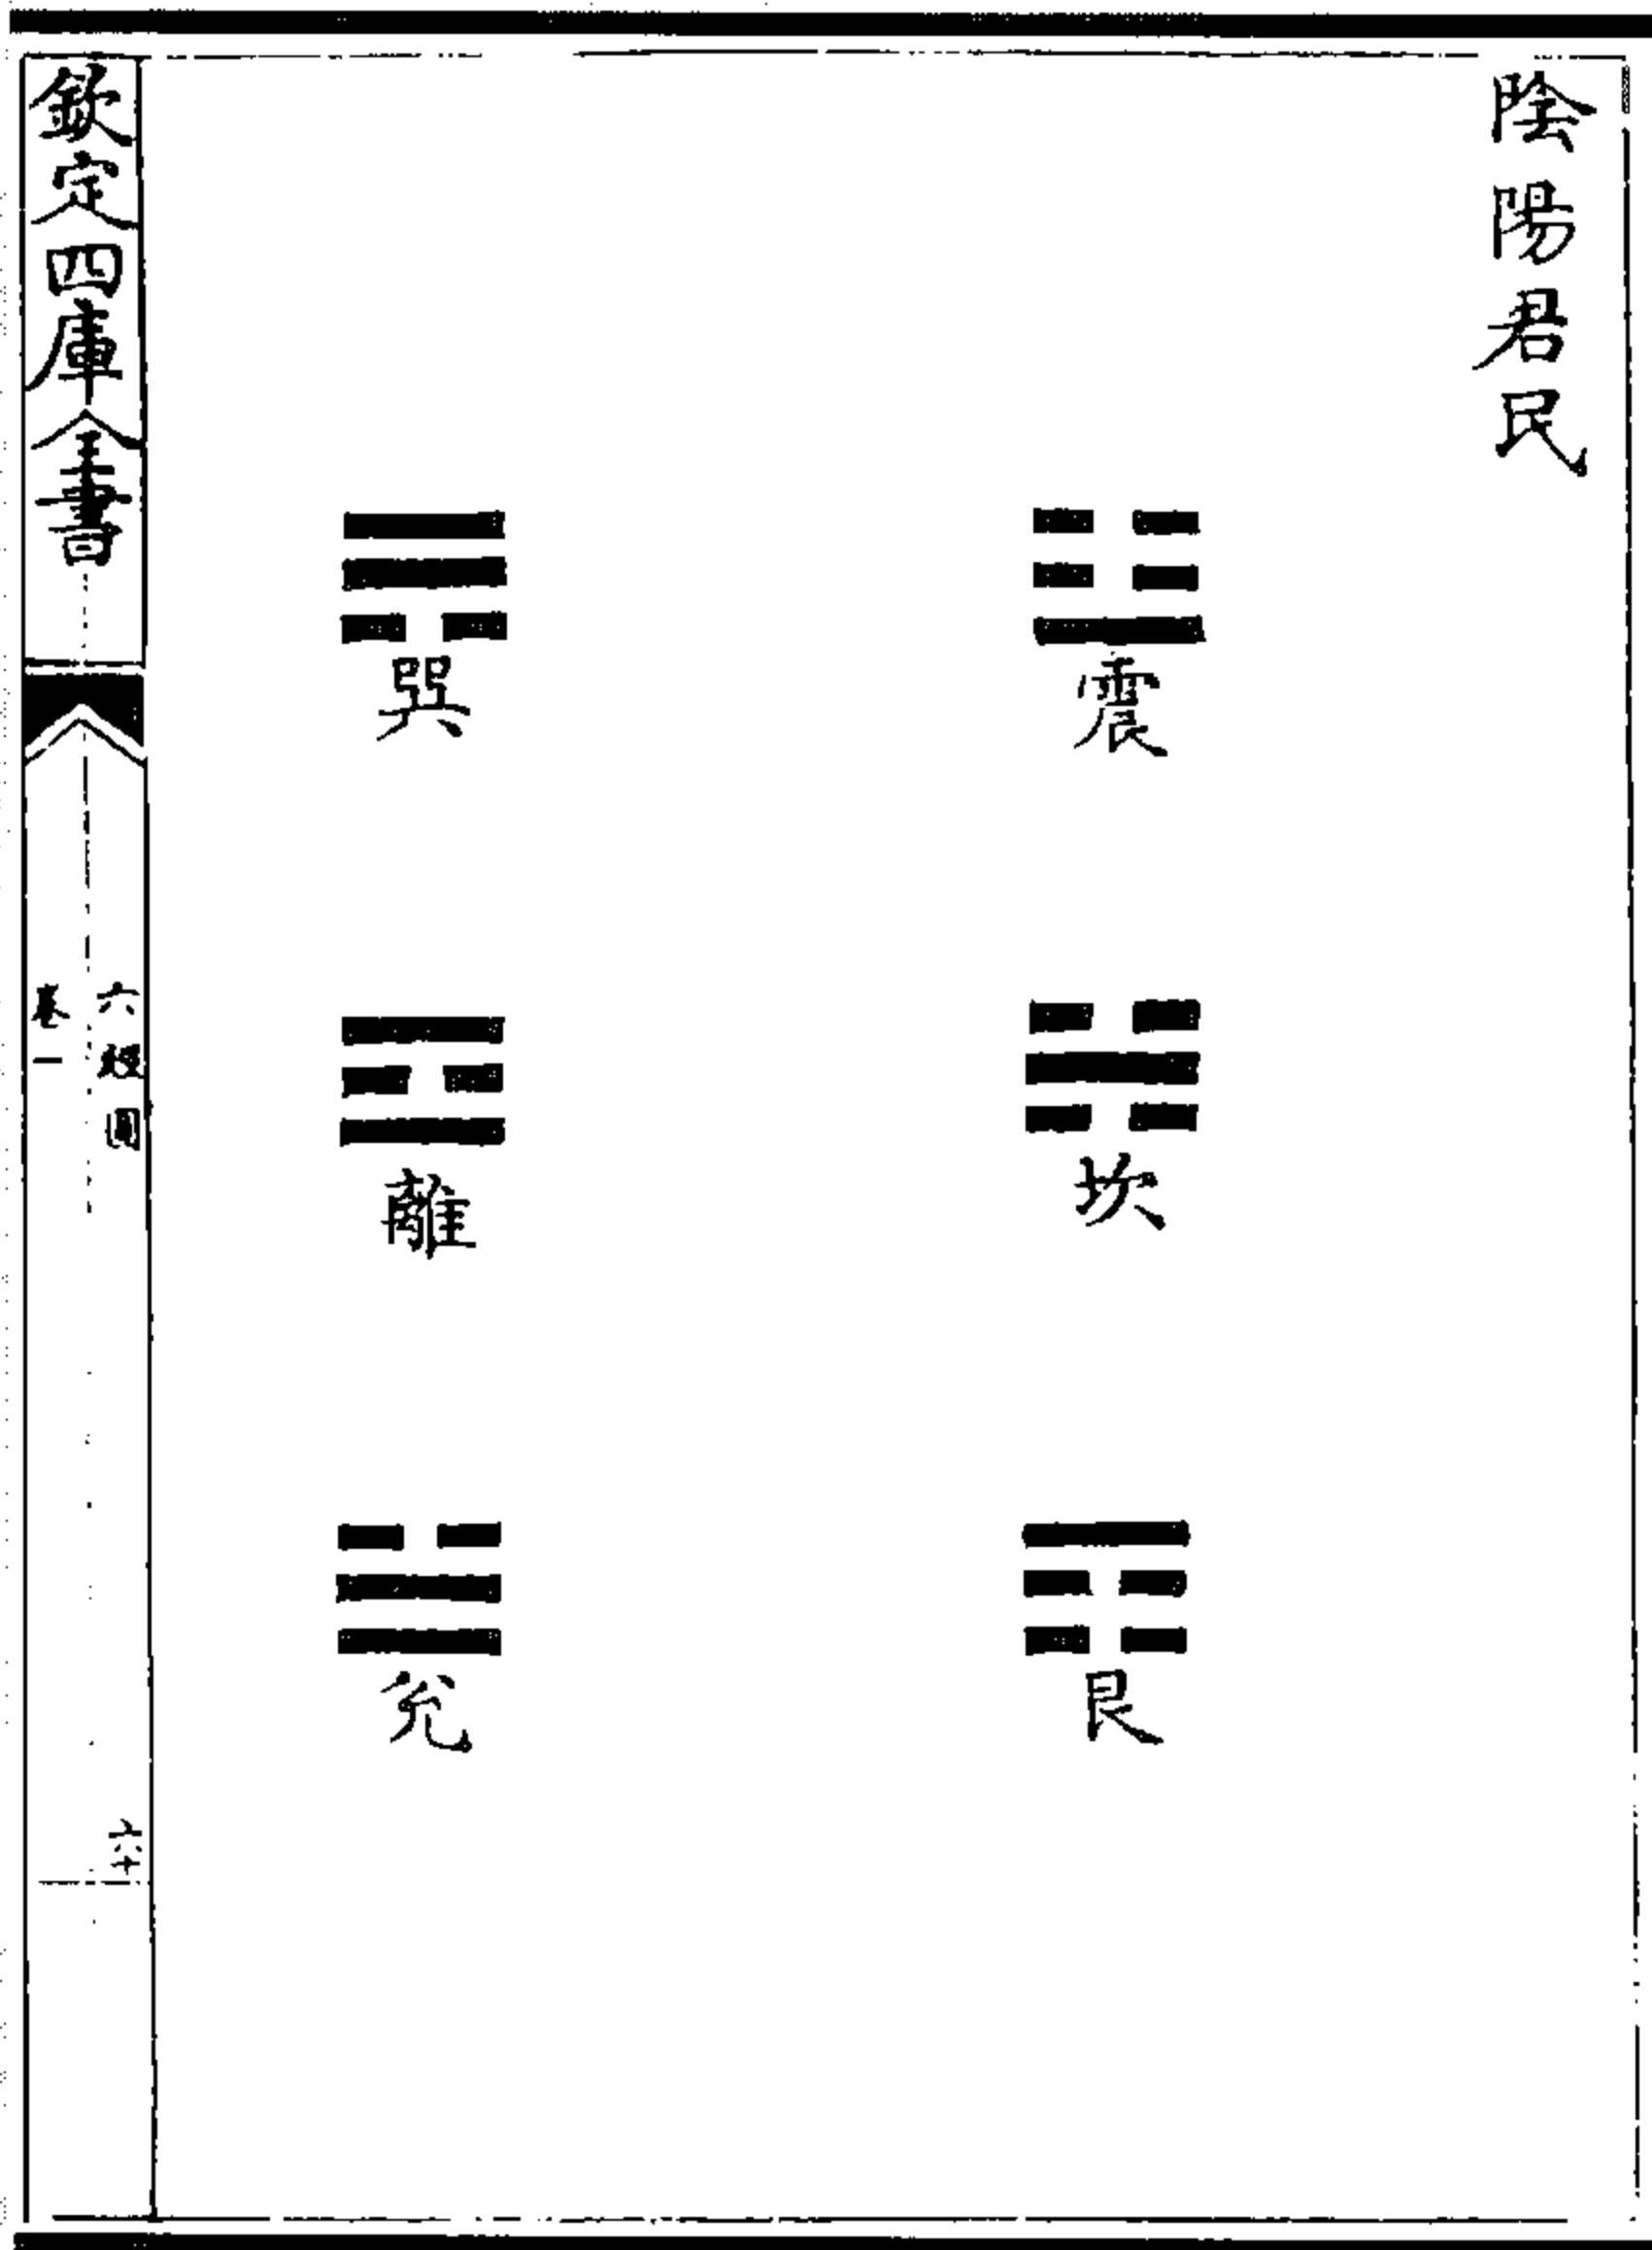 陰陽君民
震
坎
艮
巽
離
兌
欽定四庫全書
六經圖
卷一
六十